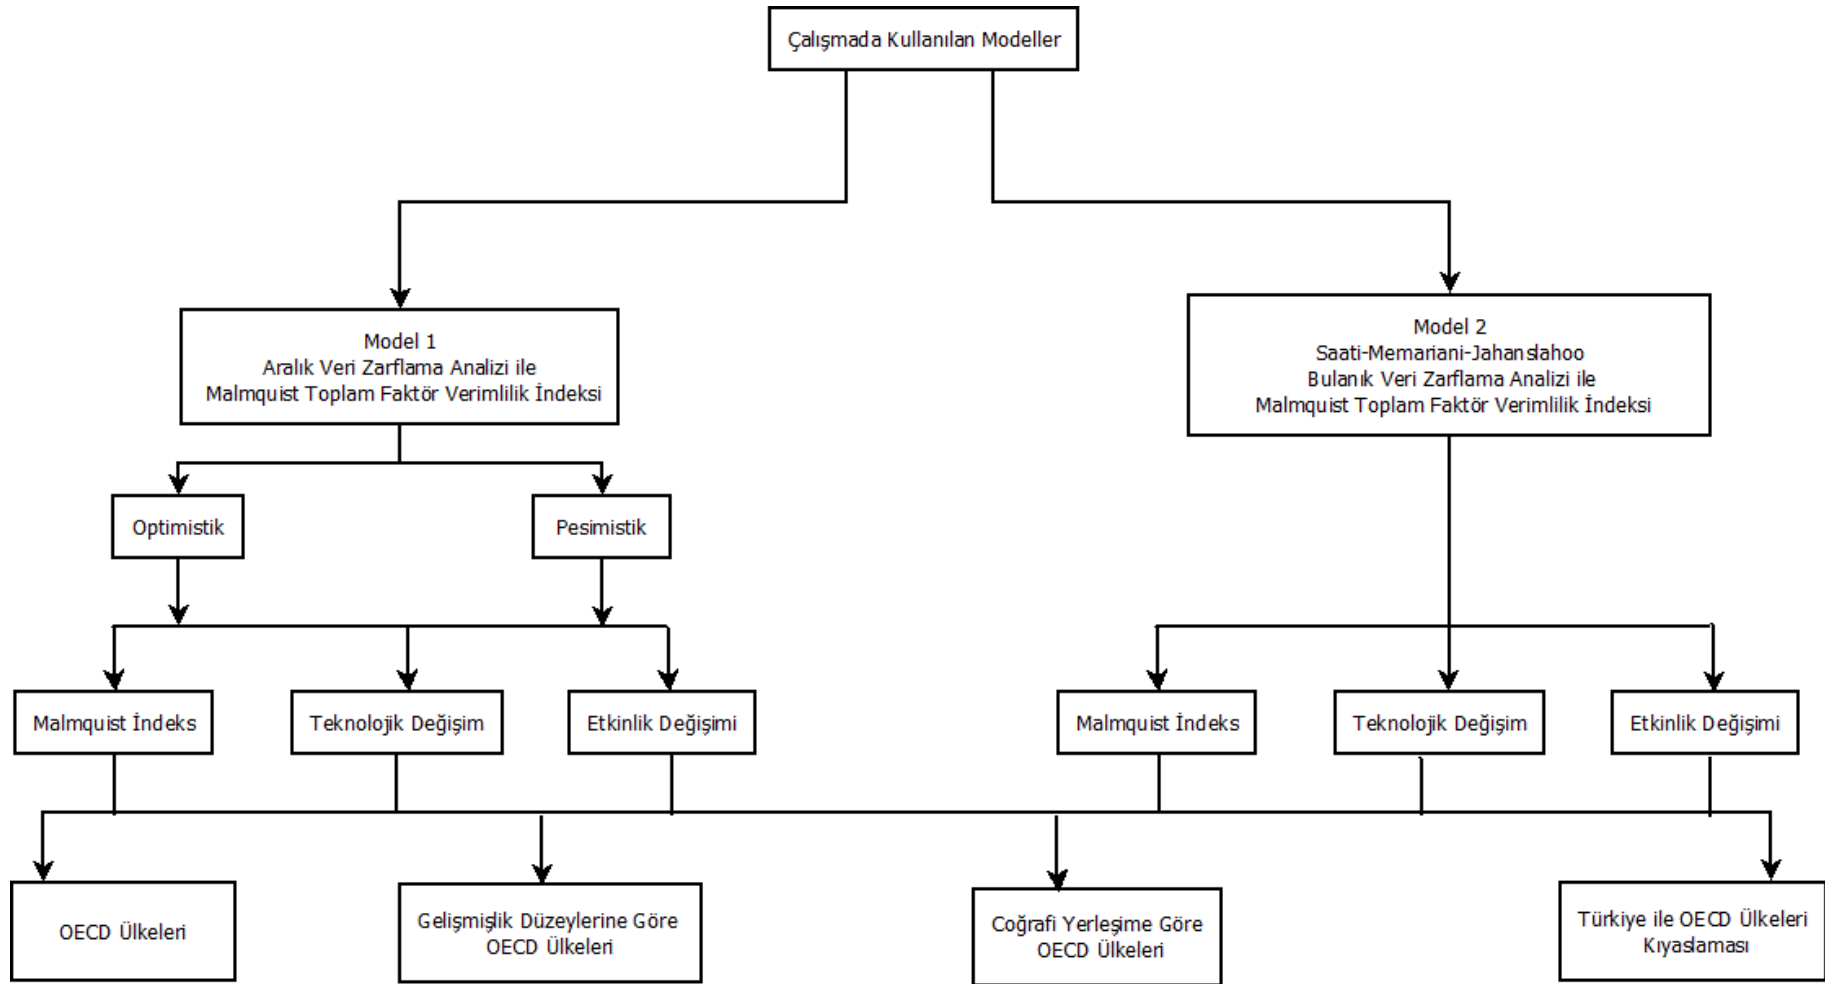 Çalışmada Kullanılan Modeller
Model 1
Aralık Veri Zarflama Analizi ile
Malmquist Toplam Faktör Verimlilik İndeksi
Model 2
Saati-Memariani-Jahanslahoo
Bulanık Veri Zarflama Analizi ile
Malmquist Toplam Faktör Verimlilik İndeksi
Optimistik
Pesimistik
Malmquist İndeks
Teknolojik Değişim
Etkinlik Değişimi
Malmquist İndeks
Teknolojik Değişim
Etkinlik Değişimi
OECD Ülkeleri
Gelişmişlik Düzeylerine Göre
OECD Ülkeleri
Coğrafi Yerleşime Göre
OECD Ülkeleri
Türkiye ile OECD Ülkeleri
Kıyaslaması